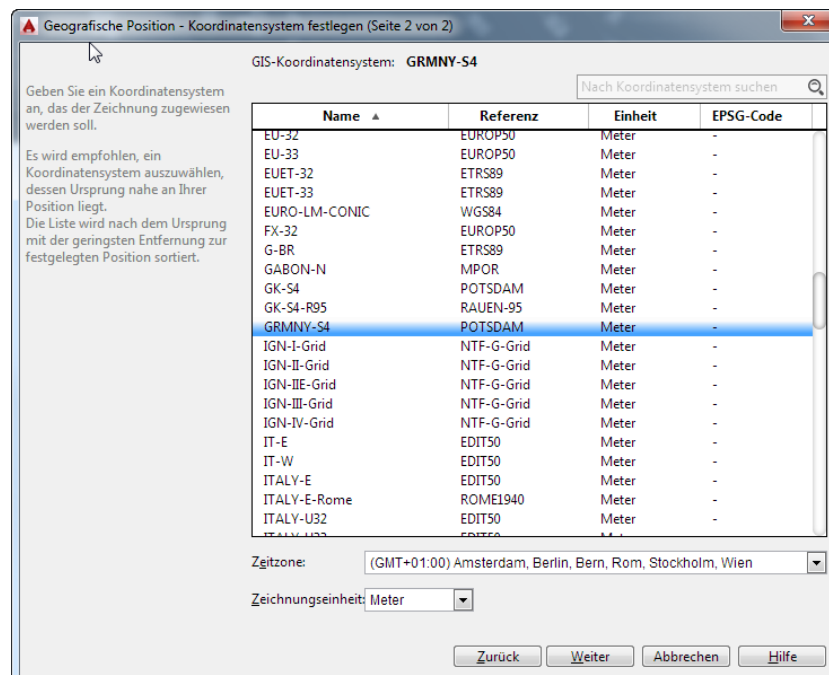 Geografische Position - Koordinatensystem festlegen (Seite 2 von 2)
GIS-Koordinatensystem: GRMNY-S4
Geben Sie ein Koordinatensystem
an, das der Zeichnung zugewiesen
werden soll.
Es wird empfohlen, ein
Koordinatensystem auszuwählen,
dessen Ursprung nahe an Ihrer
Position liegt.
Die Liste wird nach dem Ursprung
mit der geringsten Entfernung zur
festgelegten Position sortiert.
Nach Koordinatensystem suchen
Name Referenz Einheit EPSG-Code
EU-32 EUROP50 Meter -
EU-33 EUROP50 Meter -
EUET-32 ETRS89 Meter -
EUET-33 ETRS89 Meter -
EURO-LM-CONIC WGS84 Meter -
FX-32 EUROP50 Meter -
G-BR ETRS89 Meter -
GABON-N MPOR Meter -
GK-S4 POTSDAM Meter -
GK-S4-R95 RAUEN-95 Meter -
GRMNY-S4 POTSDAM Meter -
IGN-I-Grid NTF-G-Grid Meter -
IGN-II-Grid NTF-G-Grid Meter -
IGN-IIE-Grid NTF-G-Grid Meter -
IGN-III-Grid NTF-G-Grid Meter -
IGN-IV-Grid NTF-G-Grid Meter -
IT-E EDIT50 Meter -
IT-W EDIT50 Meter -
ITALY-E EDIT50 Meter -
ITALY-E-Rome ROME1940 Meter -
ITALY-U32 EDIT50 Meter -
Zeitzone: (GMT+01:00) Amsterdam, Berlin, Bern, Rom, Stockholm, Wien
Zeichnungseinheit: Meter
Zurück Weiter Abbrechen Hilfe